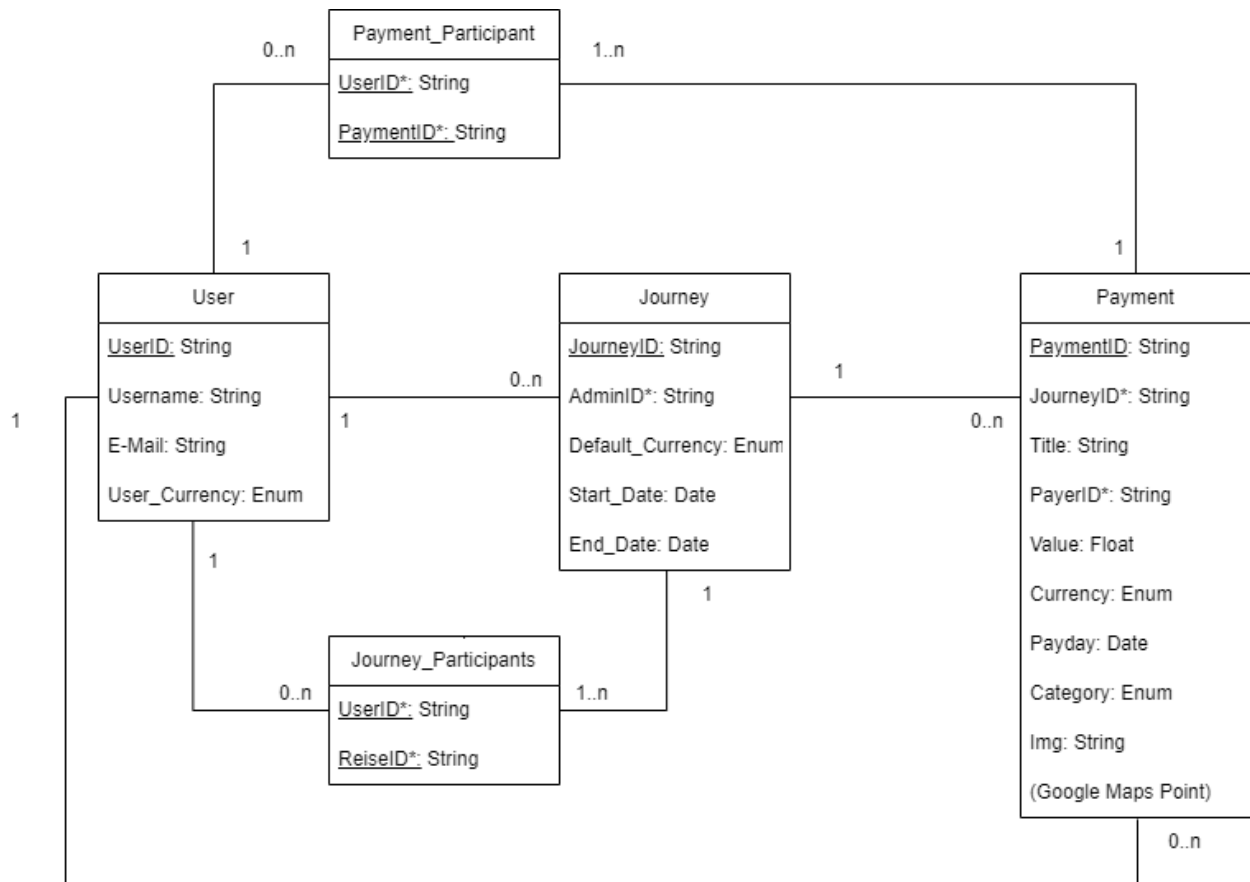 Payment_Participant
0..n
1..n
UserID*: String
PaymentID*: String
1
1
User
Journey
Payment
UserID: String
JourneyID: String
PaymentID: String
Username: String
0..n
AdminID*: String
1
JourneyID*: String
1
1
0..n
E-Mail: String
Default_Currency: Enum
Title: String
User_Currency: Enum
Start_Date: Date
PayerID*: String
End_Date: Date
Value: Float
1
1
Currency: Enum
Journey_Participants
Payday: Date
0..n
1..n
UserID*: String
Category: Enum
ReiseID*: String
Img: String
(Google Maps Point)
0..n